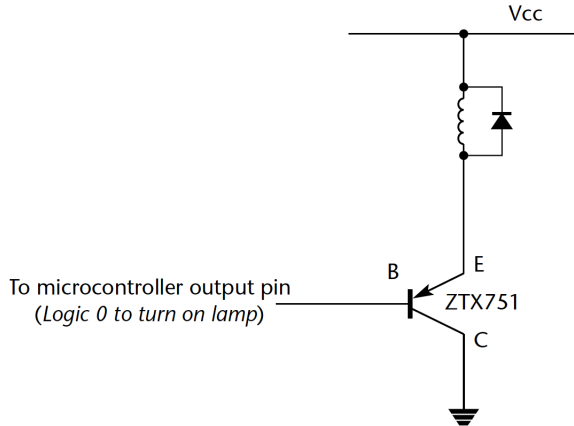 Vcc
B
E
To microcontroller output pin
ZTX751
(Logic 0 to turn on lamp)
C